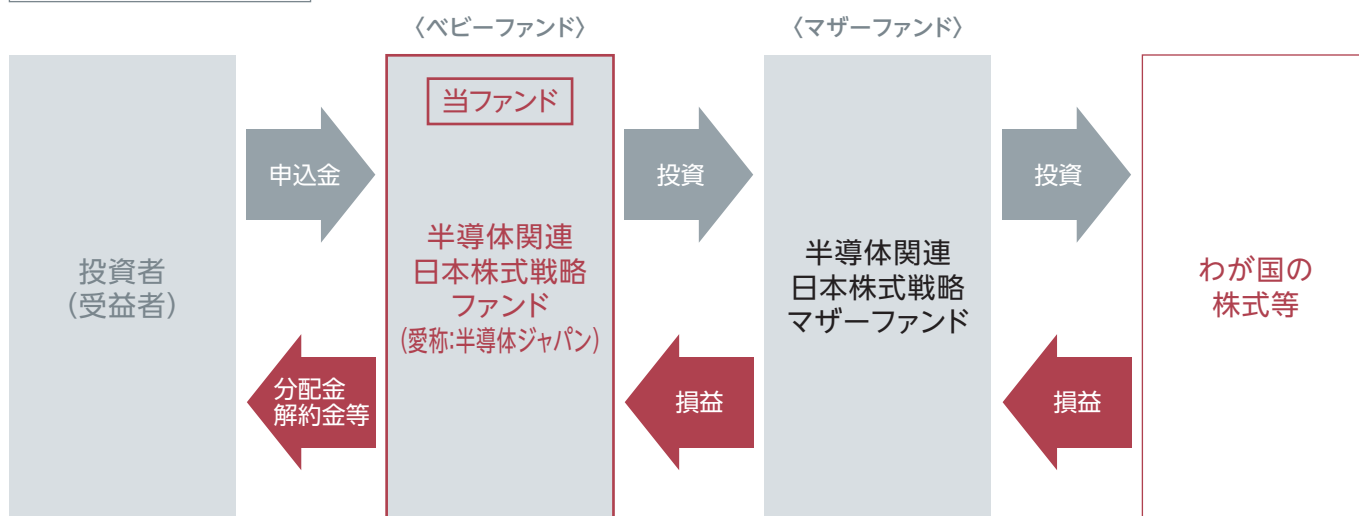 〈ベビーファンド〉
〈マザーファンド〉
投資者
(受益者)
申込金
分配金
解約金等
当ファンド
半導体関連
日本株式戦略
ファンド
(愛称:半導体ジャパン)
投資
損益
半導体関連
日本株式戦略
マザーファンド
投資
損益
わが国の
株式等